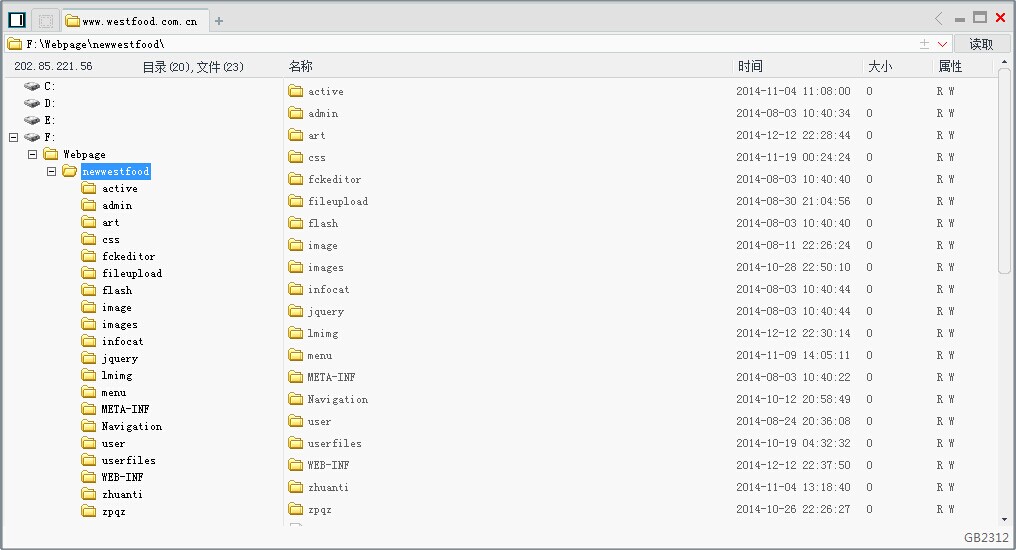 www.westfood.com.cn
F:\Webpage\newwestfood\
读取
202.85.221.56 目录(20),文件(23) 名称 时间 大小 属性
C:
D:
E:
F:
Webpage
newwestfood
active
admin
art
css
fckeditor
fileupload
flash
image
images
infocat
jquery
lmimg
menu
META-INF
Navigation
user
userfiles
WEB-INF
zhuanti
zpqz
active 2014-11-04 11:08:00 0 R W
admin 2014-08-03 10:40:34 0 R W
art 2014-12-12 22:28:44 0 R W
css 2014-11-19 00:24:24 0 R W
fckeditor 2014-08-03 10:40:40 0 R W
fileupload 2014-08-30 21:04:56 0 R W
flash 2014-08-03 10:40:40 0 R W
image 2014-08-11 22:26:24 0 R W
images 2014-10-28 22:50:10 0 R W
infocat 2014-08-03 10:40:44 0 R W
jquery 2014-08-03 10:40:44 0 R W
lmimg 2014-12-12 22:30:14 0 R W
menu 2014-11-09 14:05:11 0 R W
META-INF 2014-08-03 10:40:22 0 R W
Navigation 2014-10-12 20:58:49 0 R W
user 2014-08-24 20:36:08 0 R W
userfiles 2014-10-19 04:32:32 0 R W
WEB-INF 2014-12-12 22:37:50 0 R W
zhuanti 2014-11-04 13:18:40 0 R W
zpqz 2014-10-26 22:26:27 0 R W
GB2312